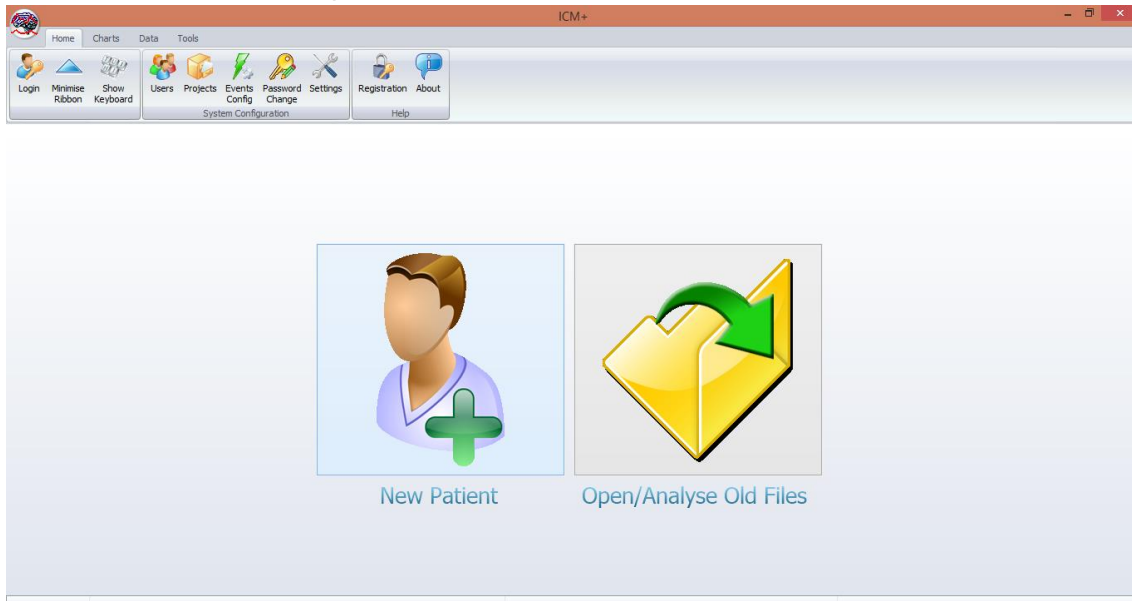 ICM+
Home Charts Data Tools
Login Minimise Ribbon Show Keyboard Users Projects Events Config Password Change Settings Registration About
System Configuration Help
New Patient Open/Analyse Old Files